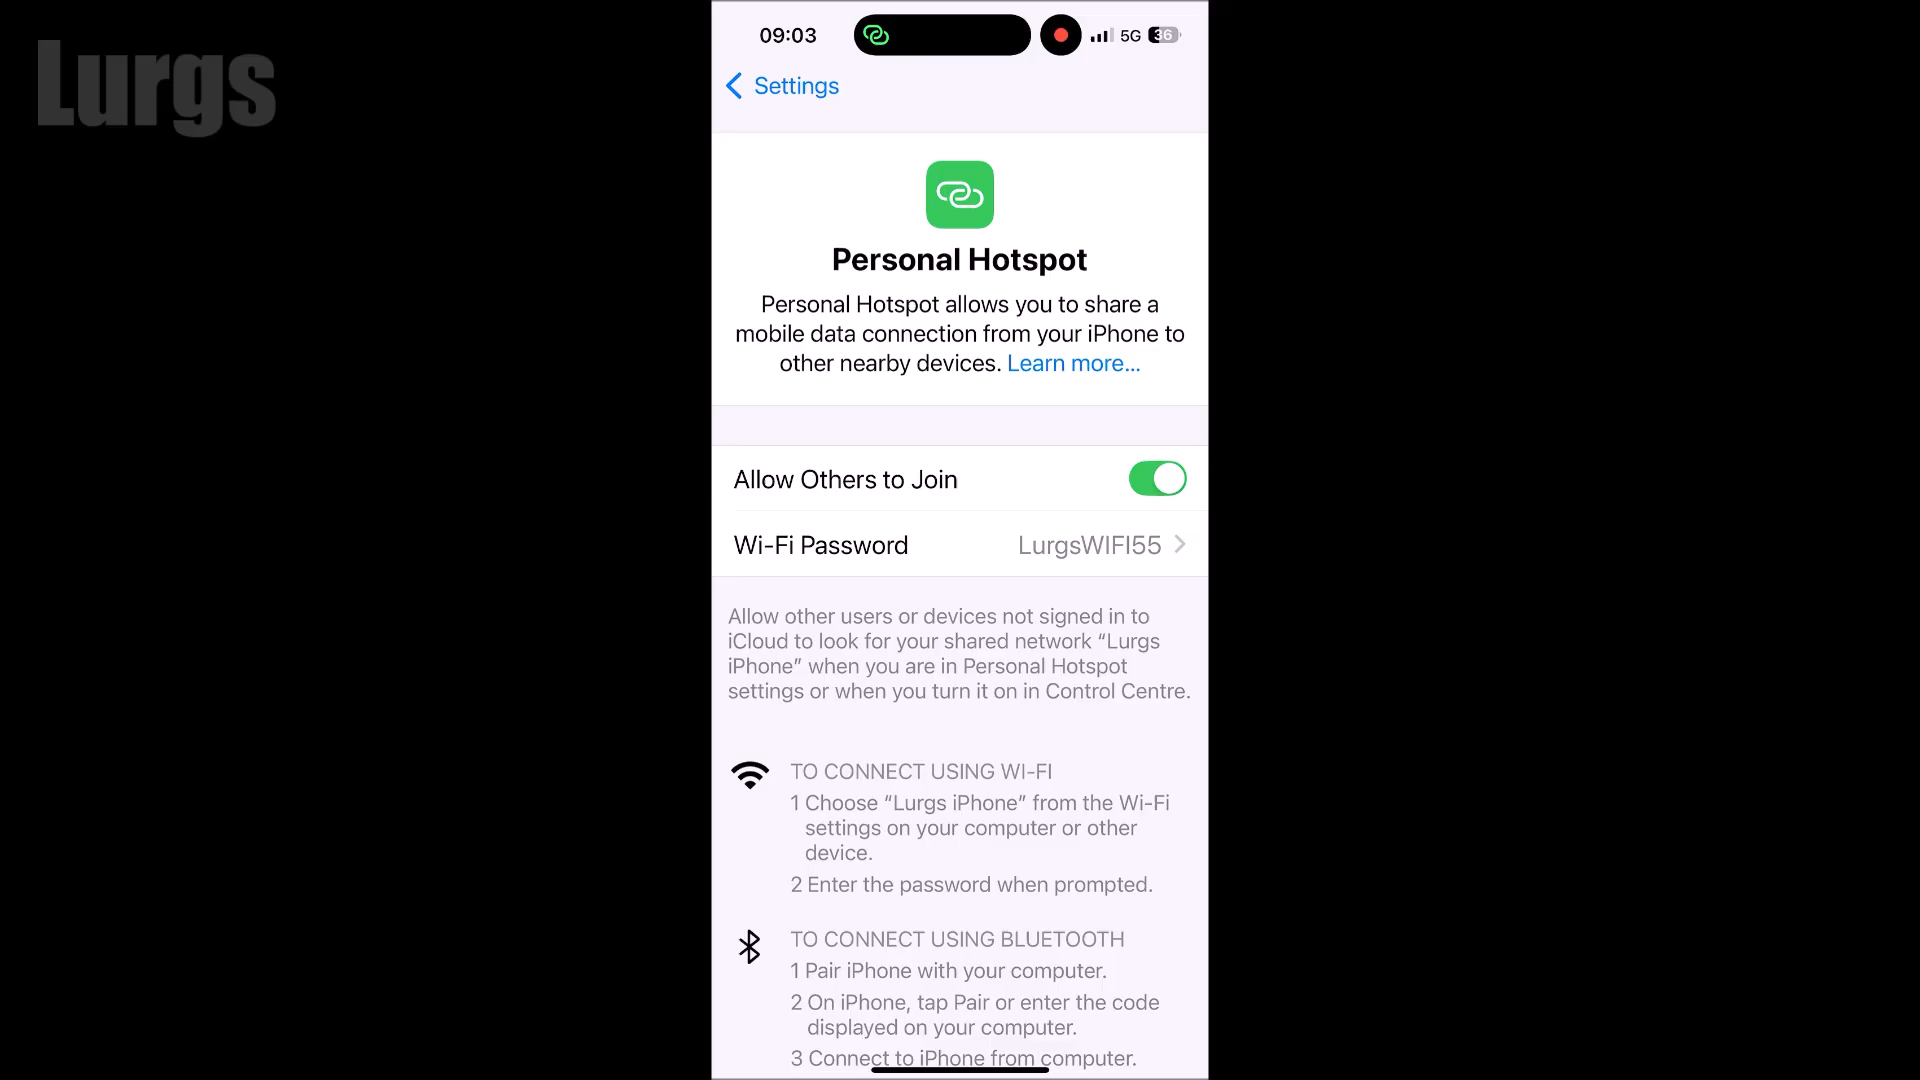 Lurgs
09:03
5G
36
Settings
Personal Hotspot
Personal Hotspot allows you to share a
mobile data connection from your iPhone to
other nearby devices. Learn more...
Allow Others to Join
Wi-Fi Password LurgsWIFI55
Allow other users or devices not signed in to
iCloud to look for your shared network “Lurgs
iPhone” when you are in Personal Hotspot
settings or when you turn it on in Control Centre.
TO CONNECT USING WI-FI
1 Choose “Lurgs iPhone” from the Wi-Fi
settings on your computer or other
device.
2 Enter the password when prompted.
TO CONNECT USING BLUETOOTH
1 Pair iPhone with your computer.
2 On iPhone, tap Pair or enter the code
displayed on your computer.
3 Connect to iPhone from computer.